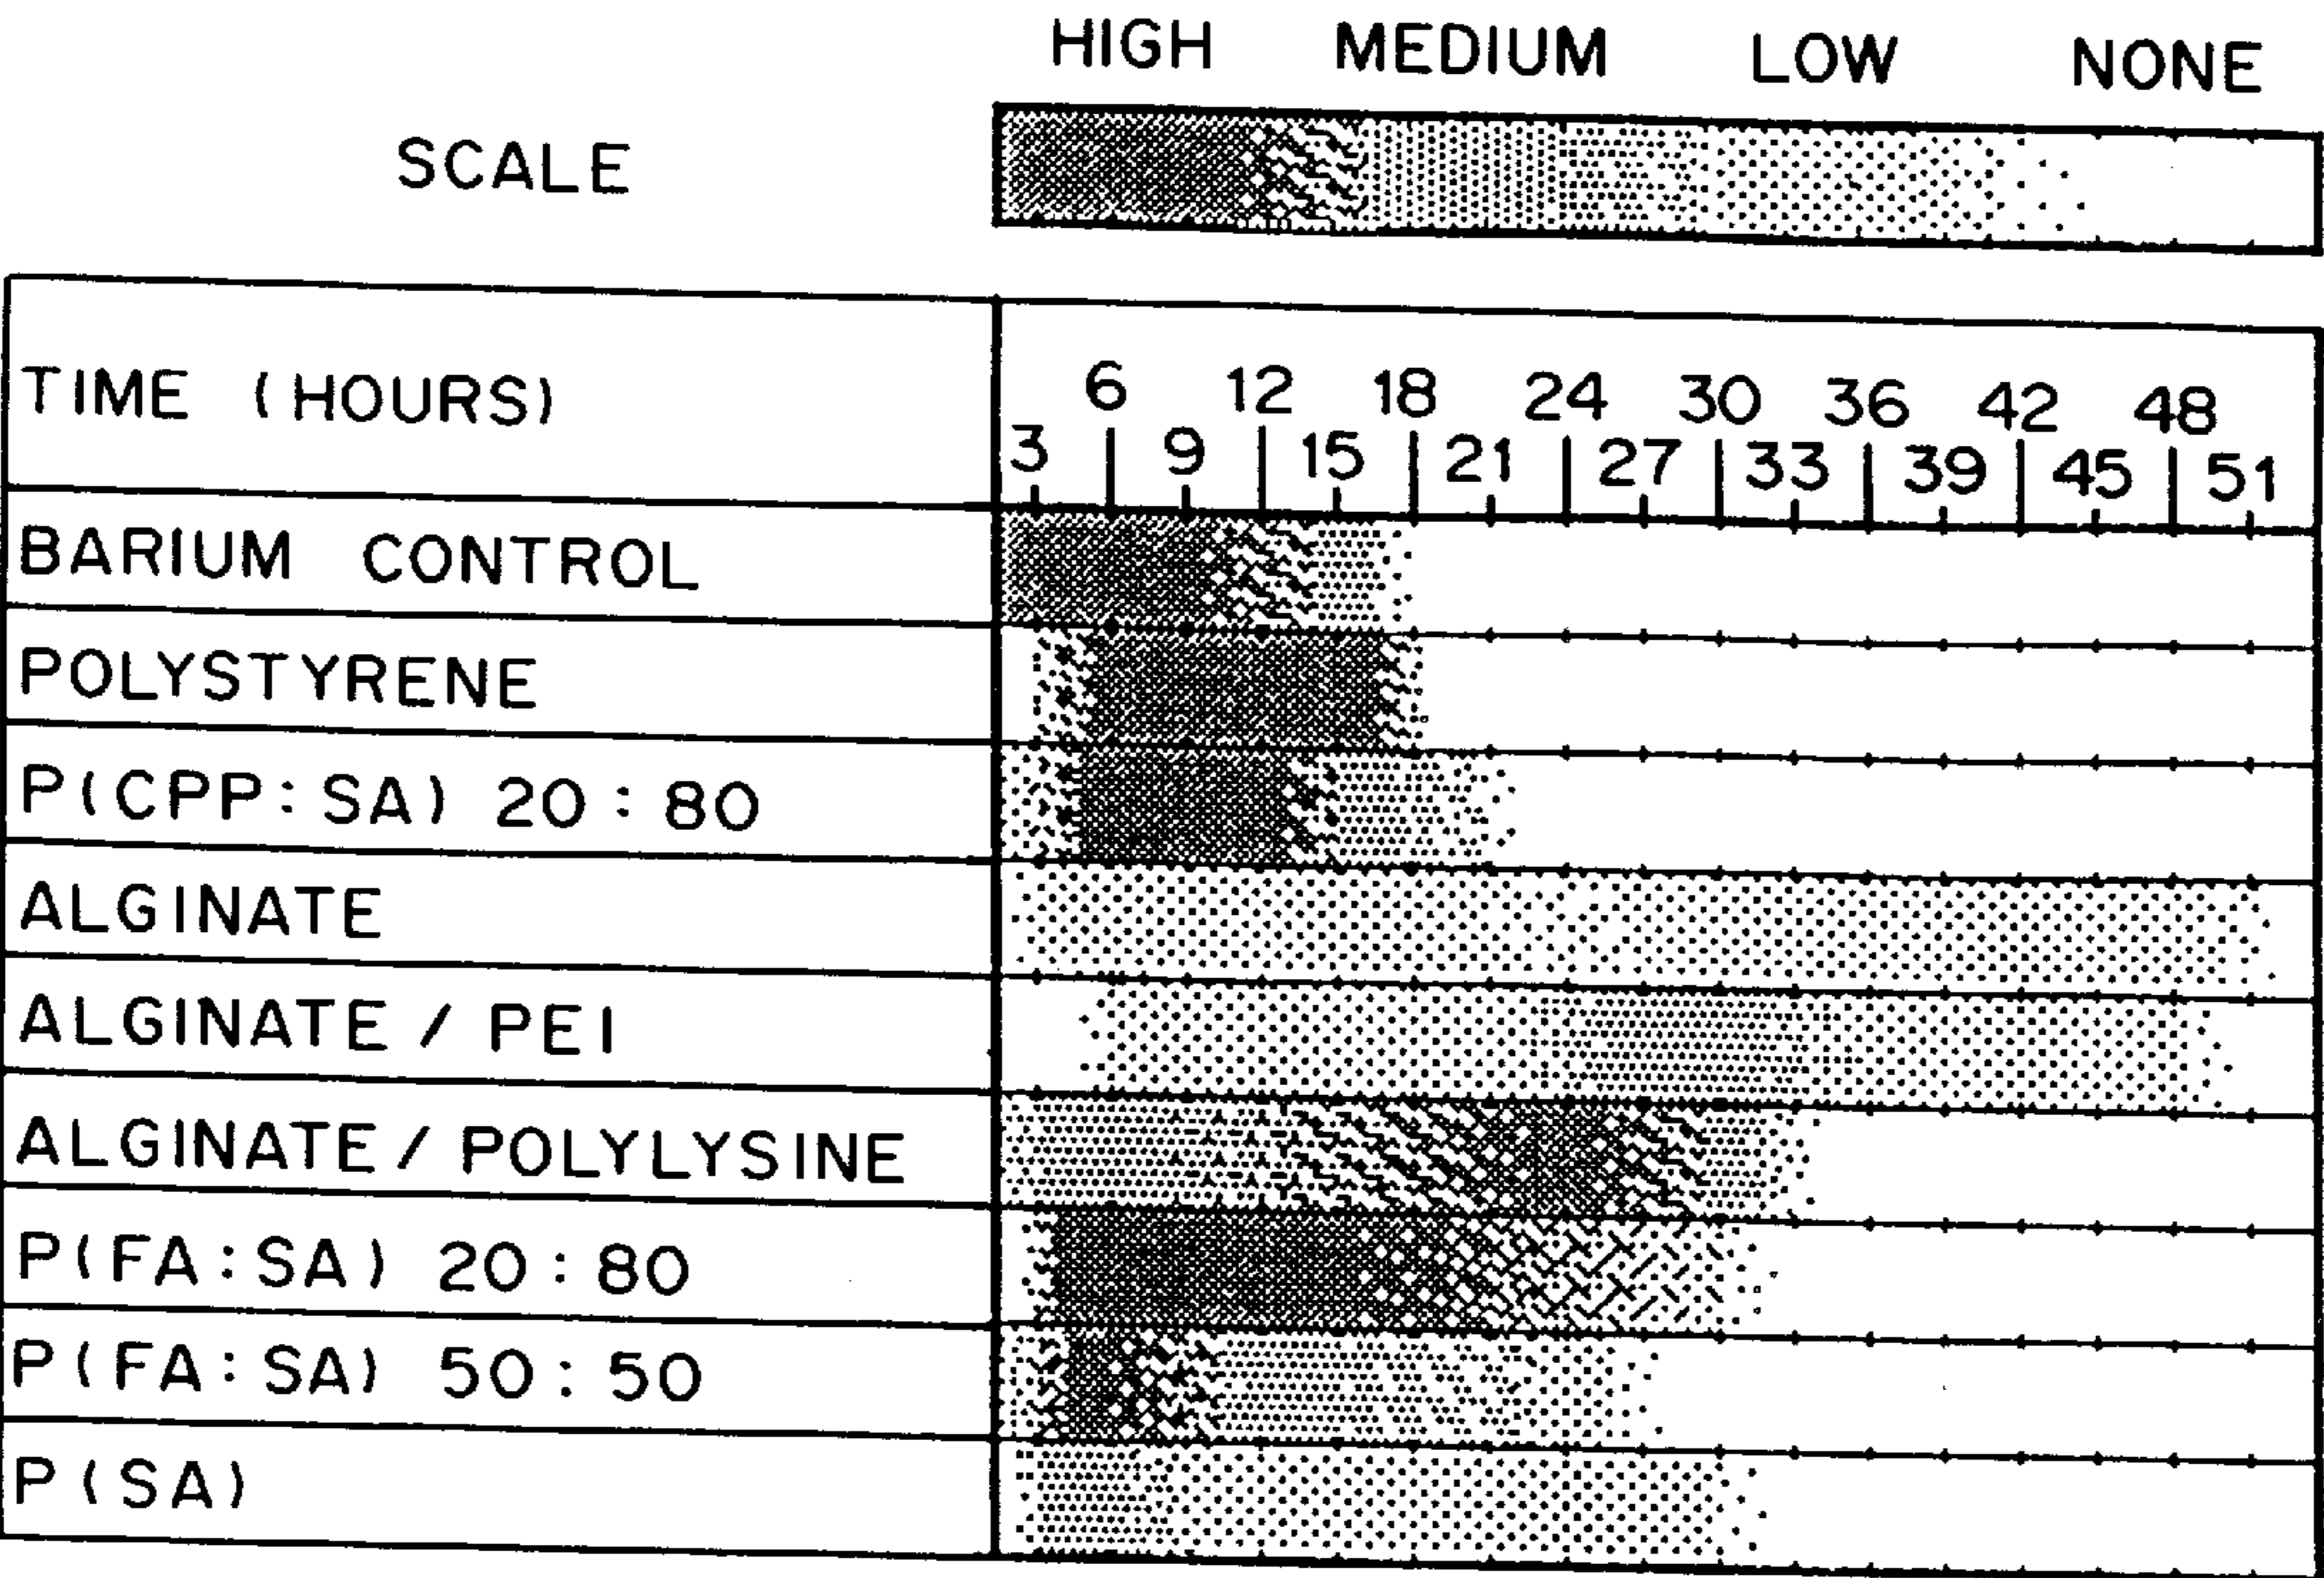 HIGH MEDIUM LOW NONE
SCALE
TIME (HOURS)
6 12 18 24 30 36 42 48
3 9 15 21 27 33 39 45 51
BARIUM CONTROL
POLYSTYRENE
P(CPP:SA) 20:80
ALGINATE
ALGINATE / PEI
ALGINATE / POLYLYSINE
P(FA:SA) 20:80
P(FA:SA) 50:50
P(SA)